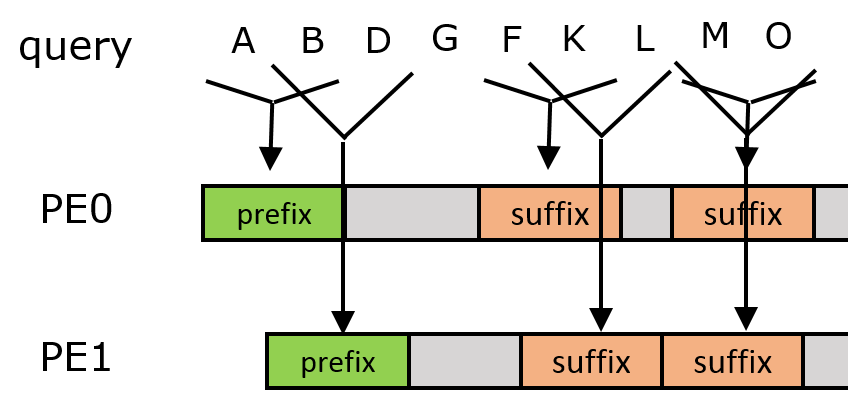 query A B D G F K L M O
PE0 prefix suffix suffix
PE1 prefix suffix suffix